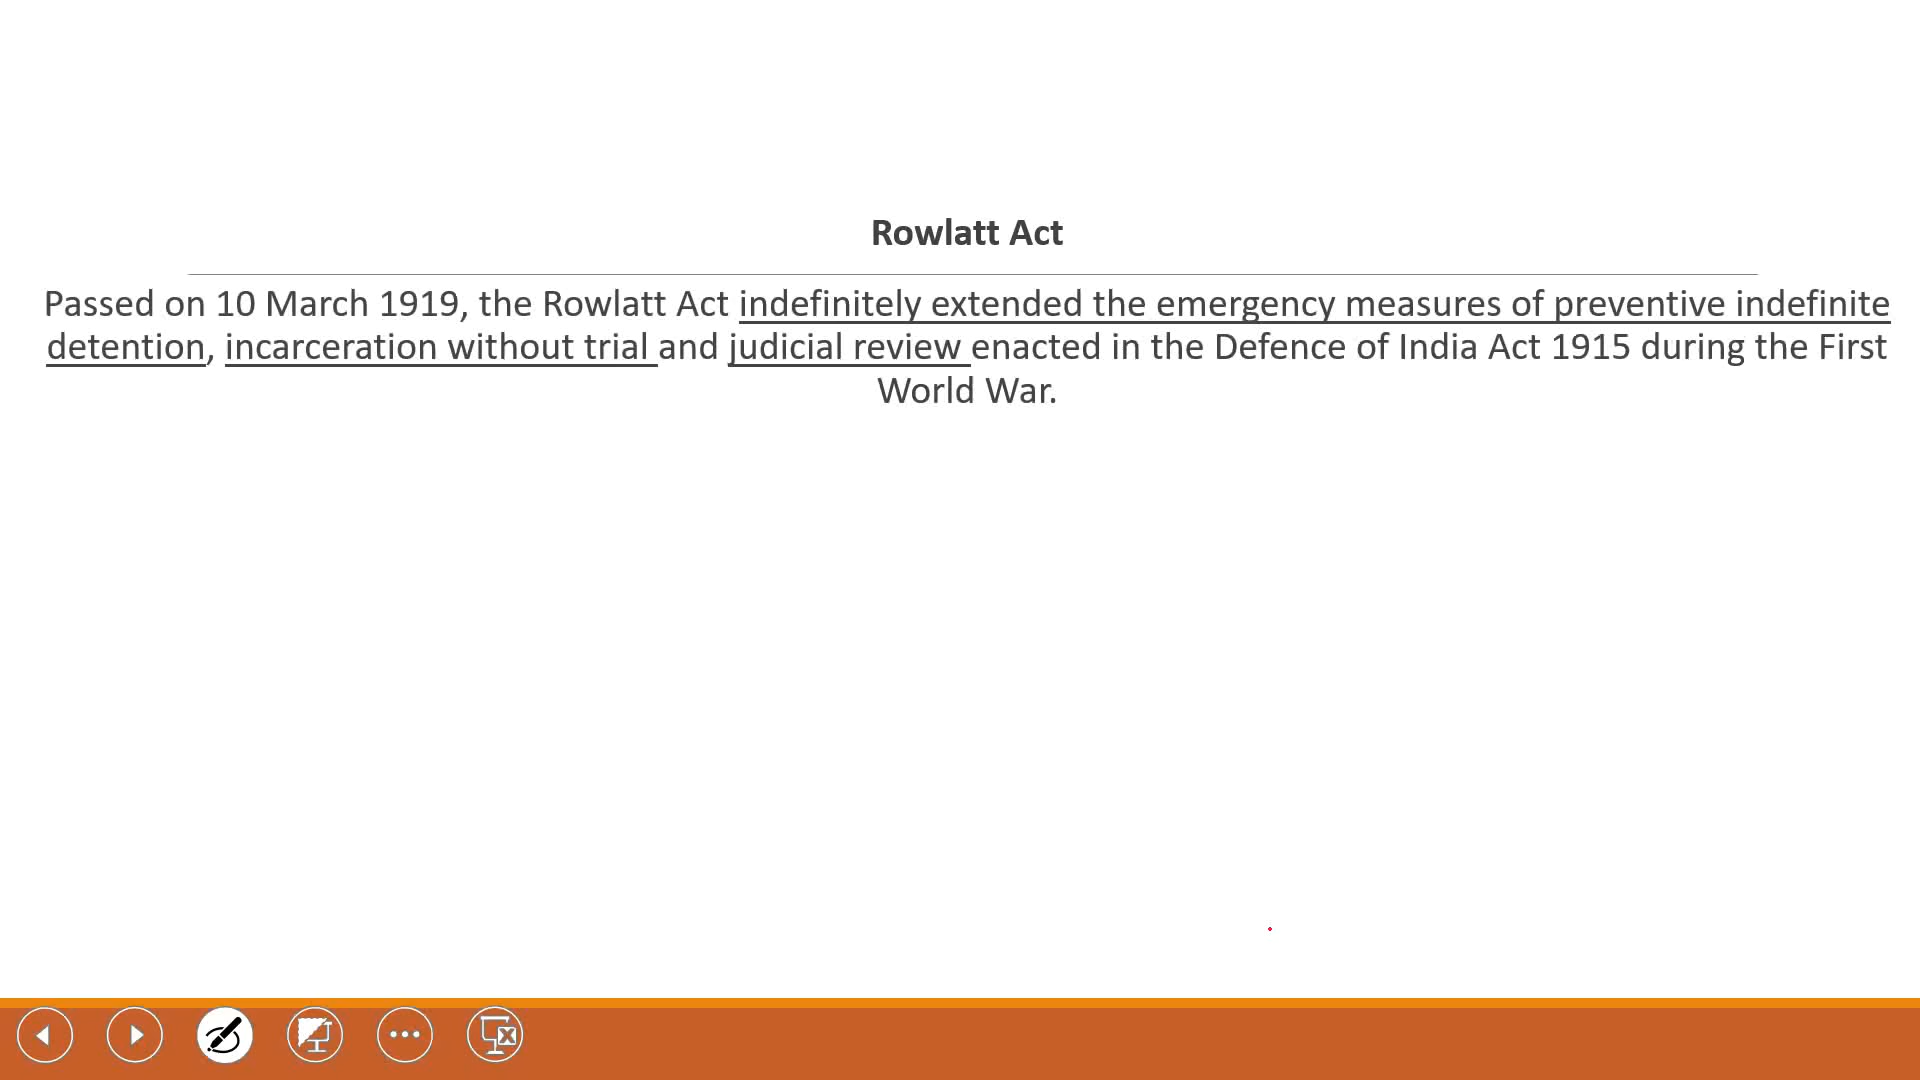 Rowlatt Act
Passed on 10 March 1919, the Rowlatt Act indefinitely extended the emergency measures of preventive indefinite
detention, incarceration without trial and judicial review enacted in the Defence of India Act 1915 during the First
World War.